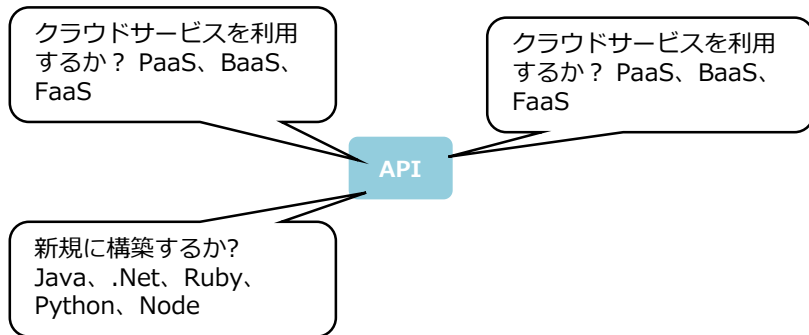 クラウドサービスを利用
するか？ PaaS、BaaS、
FaaS
クラウドサービスを利用
するか？ PaaS、BaaS、
FaaS
API
新規に構築するか?
Java、.Net、Ruby、
Python、Node